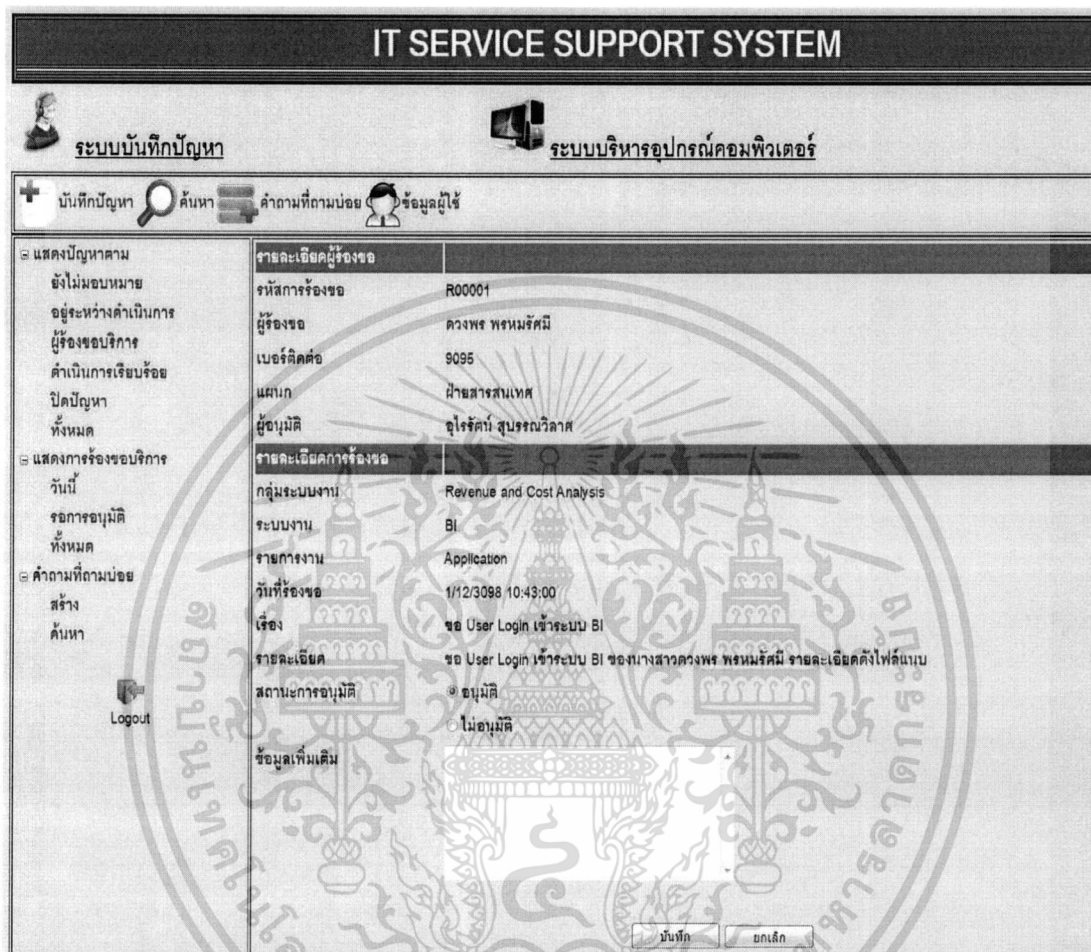 IT SERVICE SUPPORT SYSTEM
ระบบบันทึกปัญหา
ระบบบริหารอุปกรณ์คอมพิวเตอร์
บันทึกปัญหา ค้นหา คำถามที่ถามบ่อย ข้อมูลผู้ใช้
แสดงปัญหาตาม
ยังไม่มอบหมาย
อยู่ระหว่างดำเนินการ
ผู้ร้องขอบริการ
ดำเนินการเรียบร้อย
ปิดปัญหา
ทั้งหมด
แสดงการร้องขอบริการ
วันนี้
รอการอนุมัติ
ทั้งหมด
คำถามที่ถามบ่อย
สร้าง
ค้นหา
Logout
รายละเอียดผู้ร้องขอ
รหัสการร้องขอ R00001
ผู้ร้องขอ ดวงพร พรหมรัศมี
เบอร์ติดต่อ 9095
แผนก ฝ่ายสารสนเทศ
ผู้อนุมัติ อุไรรัตน์ สุบรรณวิลาศ
รายละเอียดการร้องขอ
กลุ่มระบบงาน Revenue and Cost Analysis
ระบบงาน BI
รายการงาน Application
วันที่ร้องขอ 1/12/3098 10:43:00
เรื่อง ขอ User Login เข้าระบบ BI
รายละเอียด ขอ User Login เข้าระบบ BI ของนางสาวดวงพร พรหมรัศมี รายละเอียดดังไฟล์แนบ
สถานะการอนุมัติ อนุมัติ
ไม่อนุมัติ
ข้อมูลเพิ่มเติม
บันทึก ยกเลิก